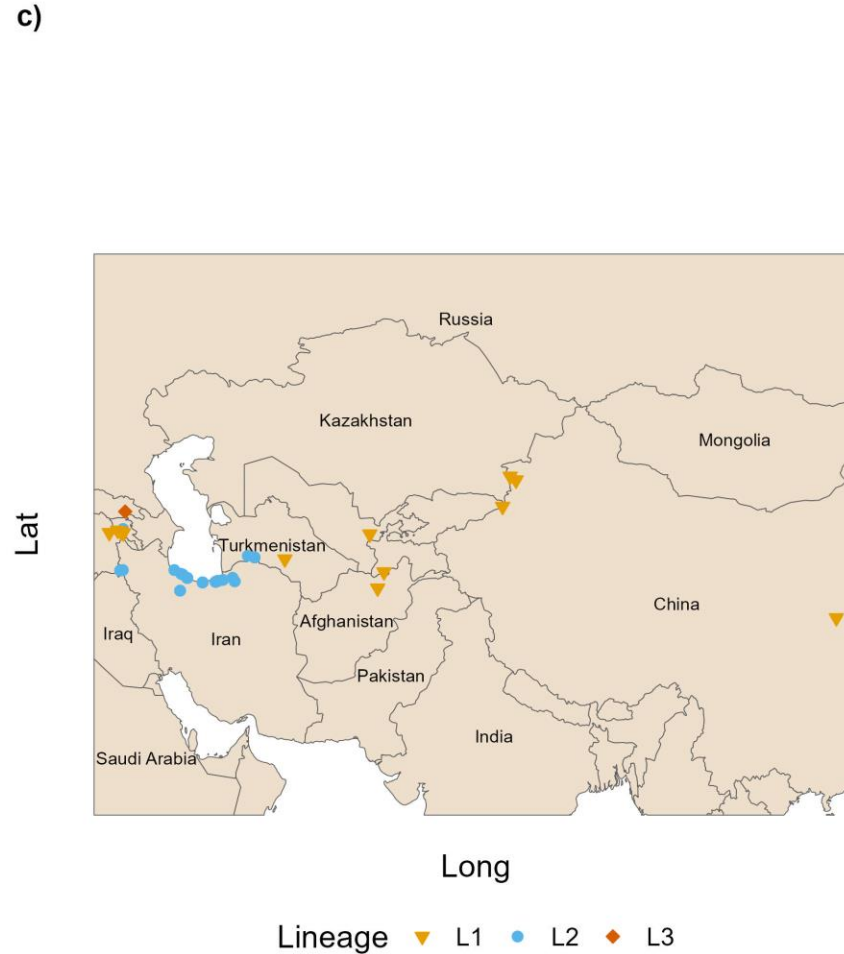 c)
Russia
Kazakhstan
Mongolia
Turkmenistan
China
Afghanistan
Iraq
Iran
Pakistan
India
Saudi Arabia
Lat
Long
Lineage L1 L2 L3